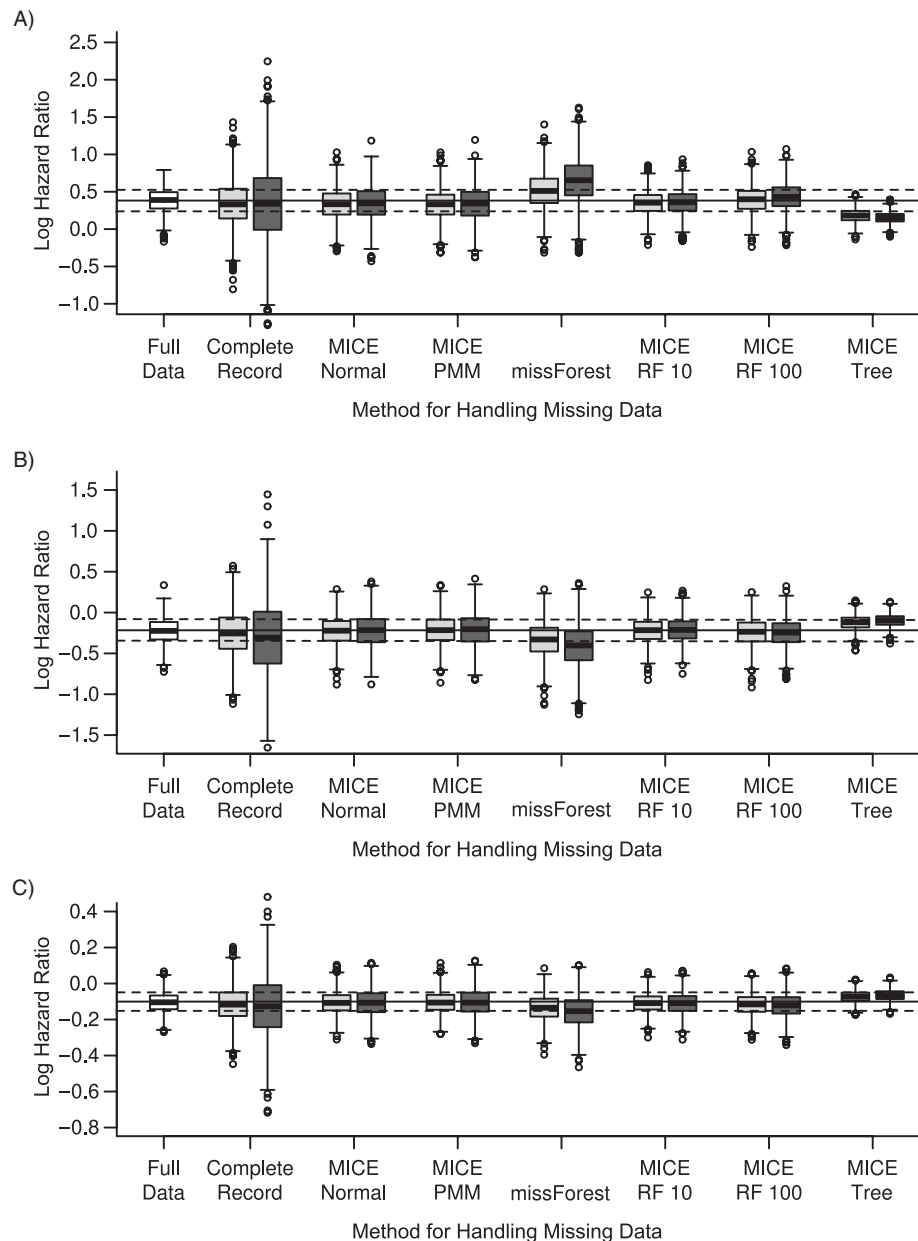 A)
Log Hazard Ratio
2.5
2.0
1.5
1.0
0.5
0.0
−0.5
−1.0
Full Data
Complete Record
MICE Normal
MICE PMM
missForest
MICE RF 10
MICE RF 100
MICE Tree
Method for Handling Missing Data
B)
Log Hazard Ratio
1.5
1.0
0.5
0.0
−0.5
−1.0
−1.5
Full Data
Complete Record
MICE Normal
MICE PMM
missForest
MICE RF 10
MICE RF 100
MICE Tree
Method for Handling Missing Data
C)
Log Hazard Ratio
0.4
0.2
0.0
−0.2
−0.4
−0.6
−0.8
Full Data
Complete Record
MICE Normal
MICE PMM
missForest
MICE RF 10
MICE RF 100
MICE Tree
Method for Handling Missing Data